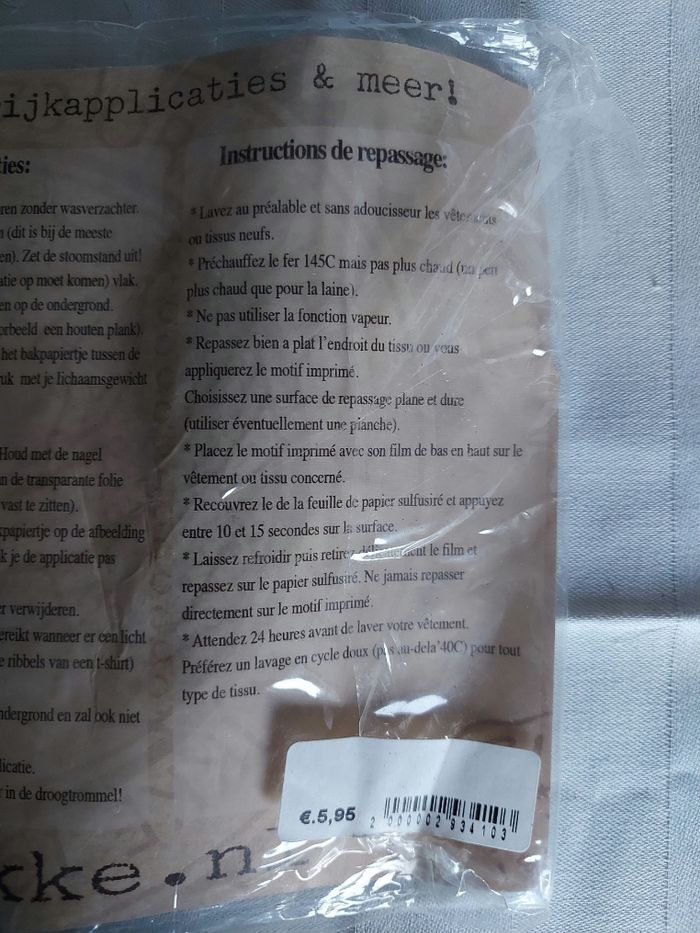 ijkapplicaties & meer!
ties:
ren zonder wasverzachter.
n (dit is bij de meeste
en). Zet de stoomstand uit!
atie op moet komen) vlak.
en op de ondergrond.
orbeeld een houten plank).
het bakpapiertje tussen de
uk met je lichaamsgewicht
Houd met de nagel
n de transparante folie
vast te zitten).
kpapiertje op de afbeelding
k je de applicatie pas
er verwijderen.
ereikt wanneer er een licht
e ribbels van een t-shirt)
ndergrond en zal ook niet
licatie.
r in de droogtrommel!
Instructions de repassage:
* Lavez au préalable et sans adoucisseur les vêtements
ou tissus neufs.
* Préchauffez le fer 145C mais pas plus chaud (un peu
plus chaud que pour la laine).
* Ne pas utiliser la fonction vapeur.
* Repassez bien a plat l'endroit du tissu ou vous
appliquerez le motif imprimé.
Choisissez une surface de repassage plane et dure
(utiliser éventuellement une planche).
* Placez le motif imprimé avec son film de bas en haut sur le
vêtement ou tissu concerné.
* Recouvrez le de la feuille de papier sulfusiré et appuyez
entre 10 et 15 secondes sur la surface.
* Laissez refroidir puis retirez délicatement le film et
repassez sur le papier sulfusiré. Ne jamais repasser
directement sur le motif imprimé.
* Attendez 24 heures avant de laver votre vêtement.
Préférez un lavage en cycle doux (pas au-dela'40C) pour tout
type de tissu.
€.5,95
2 000002 934103
kke.n